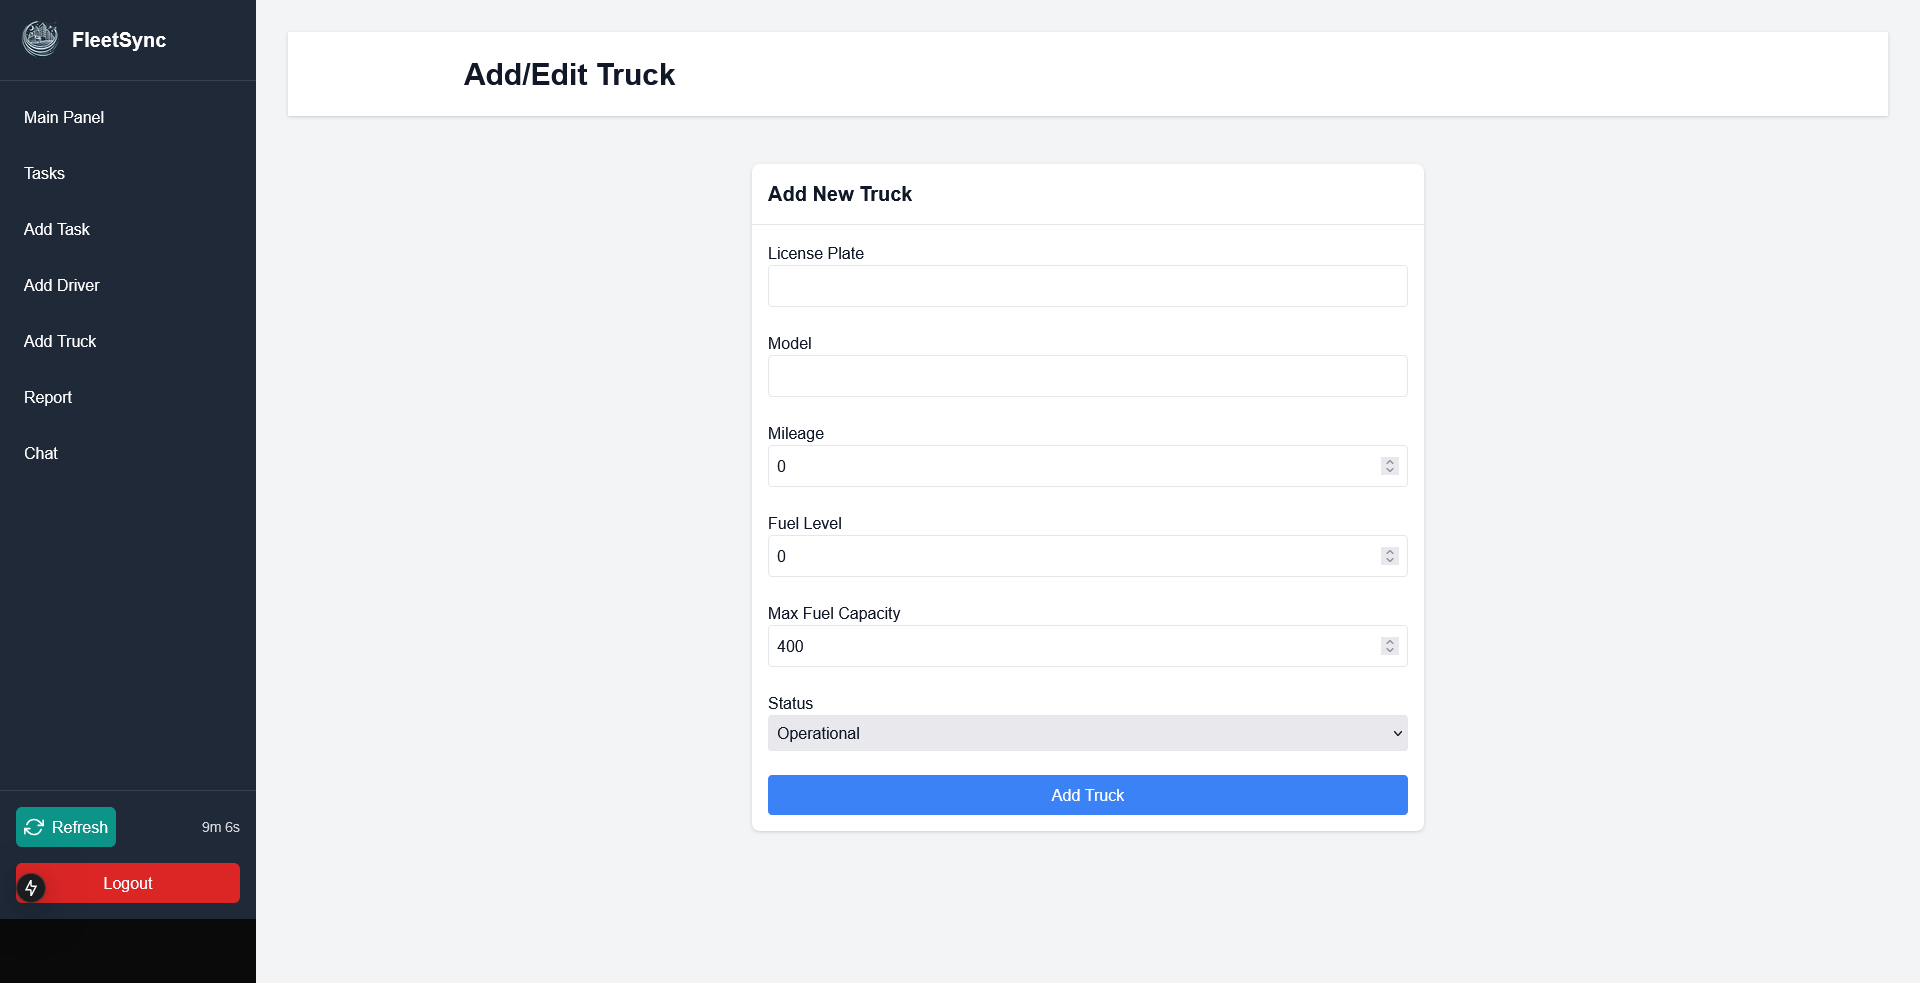 FleetSync
Main Panel
Tasks
Add Task
Add Driver
Add Truck
Report
Chat
Refresh
9m 6s
Logout
Add/Edit Truck
Add New Truck
License Plate
Model
Mileage
0
Fuel Level
0
Max Fuel Capacity
400
Status
Operational
Add Truck